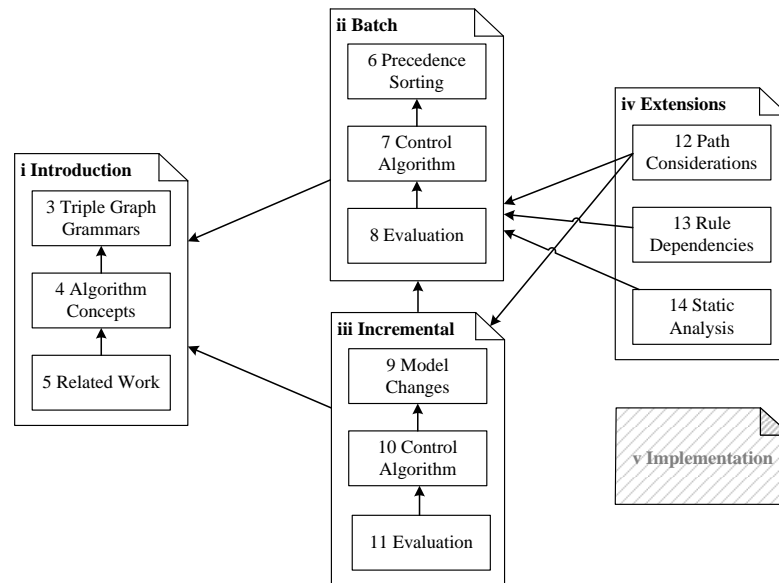 i Introduction
3 Triple Graph
Grammars
4 Algorithm
Concepts
5 Related Work
ii Batch
6 Precedence
Sorting
7 Control
Algorithm
8 Evaluation
iii Incremental
9 Model
Changes
10 Control
Algorithm
11 Evaluation
iv Extensions
12 Path
Considerations
13 Rule
Dependencies
14 Static
Analysis
v Implementation